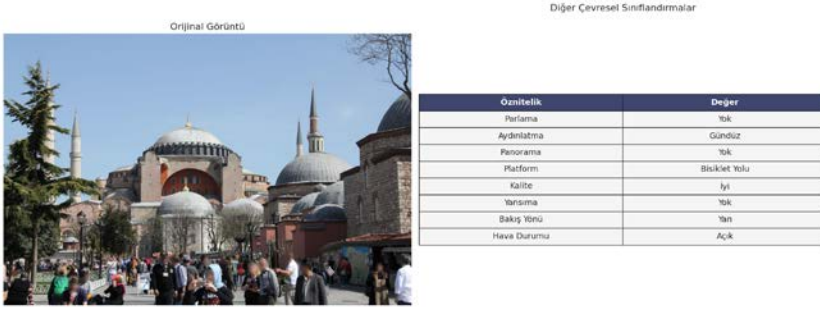 Orijinal Görüntü
Diğer Çevresel Sınıflandırmalar
Öznitelik Değer
Parlama Yok
Aydınlatma Gündüz
Panorama Yok
Platform Bisiklet Yolu
Kalite İyi
Yansıma Yok
Bakış Yönü Yan
Hava Durumu Açık